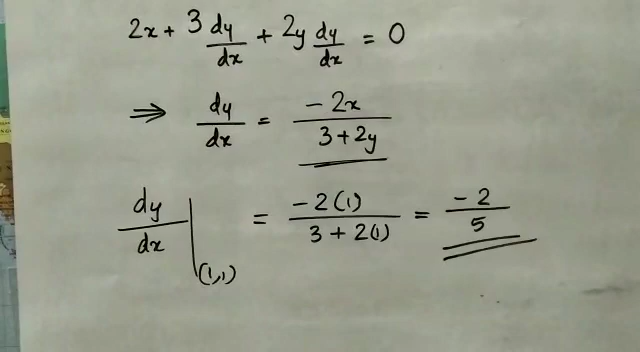 2x + 3 dy/dx + 2y dy/dx = 0
⇒ dy/dx = -2x/(3+2y)
dy/dx |(1,1) = -2(1)/(3+2(1)) = -2/5